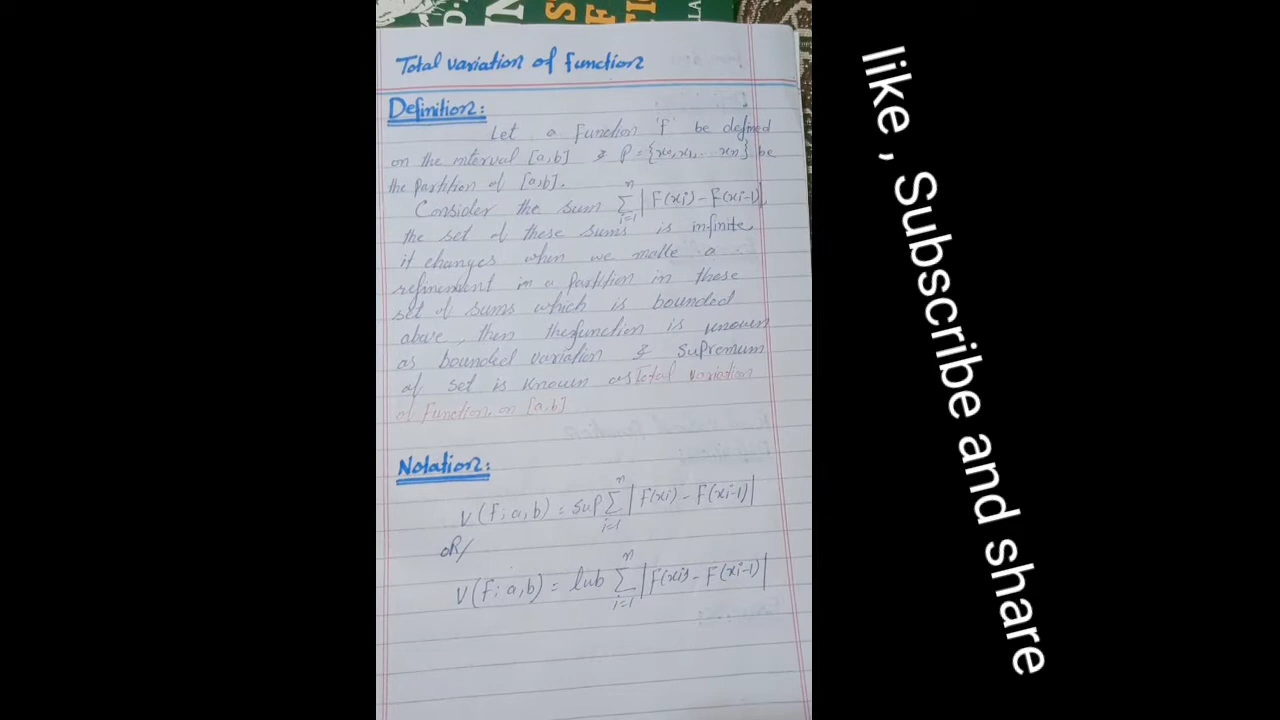 Total variation of function
Definition:
Let a function 'f' be defined
on the interval [a,b] & P = {x₀,x₁,...xn} be
the partition of [a,b].
Consider the sum n∑i=1 |F(xi) - F(xi-1)|,
the set of these sums is infinite,
it changes when we make a
refinement in a partition in these
set of sums which is bounded
above, then the function is known
as bounded variation & supremum
of set is known as Total variation
of Function on [a,b]
Notation:
V(f; a,b) = sup n∑i=1 |f(xi) - F(xi-1)|
OR/
V(f; a,b) = lub n∑i=1 |F(xi) - F(xi-1)|
like , Subscribe and share